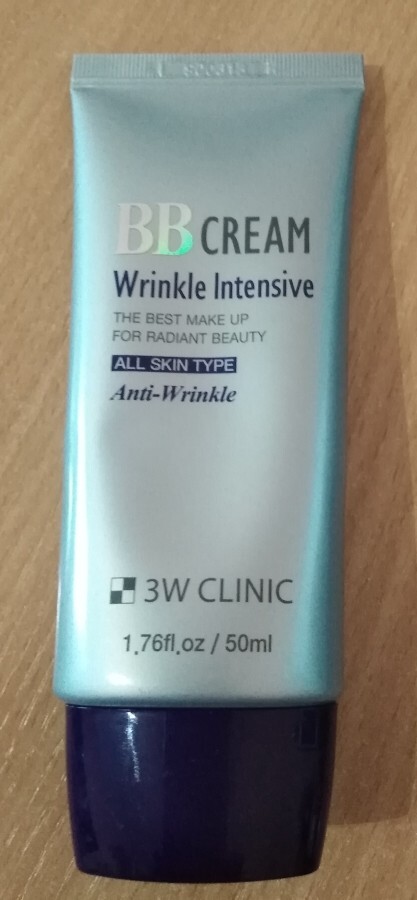 BB CREAM
Wrinkle Intensive
THE BEST MAKE UP
FOR RADIANT BEAUTY
ALL SKIN TYPE
Anti-Wrinkle
3W CLINIC
1.76fl.oz / 50ml